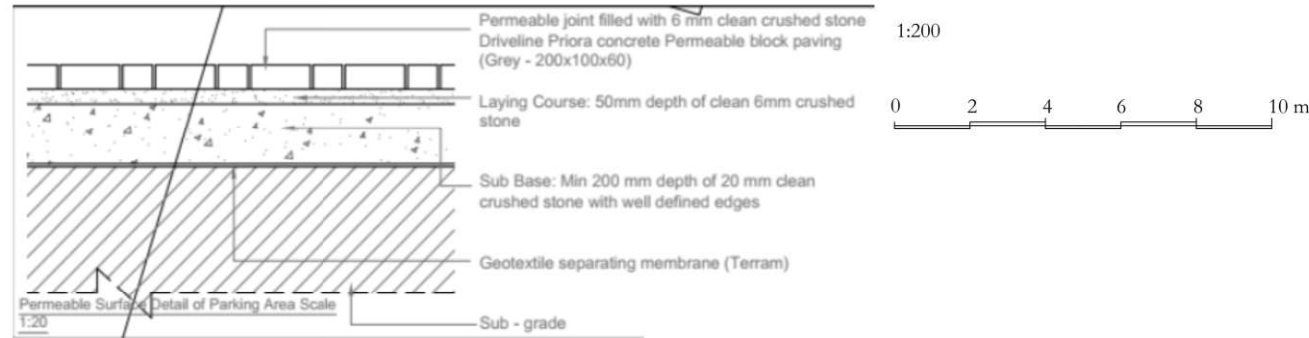 Permeable joint filled with 6 mm clean crushed stone
Driveline Priora concrete Permeable block paving
(Grey - 200x100x60)
Laying Course: 50mm depth of clean 6mm crushed
stone
Sub Base: Min 200 mm depth of 20 mm clean
crushed stone with well defined edges
Geotextile separating membrane (Terram)
Sub - grade
Permeable Surface Detail of Parking Area Scale
1:20
1:200
0 2 4 6 8 10 m